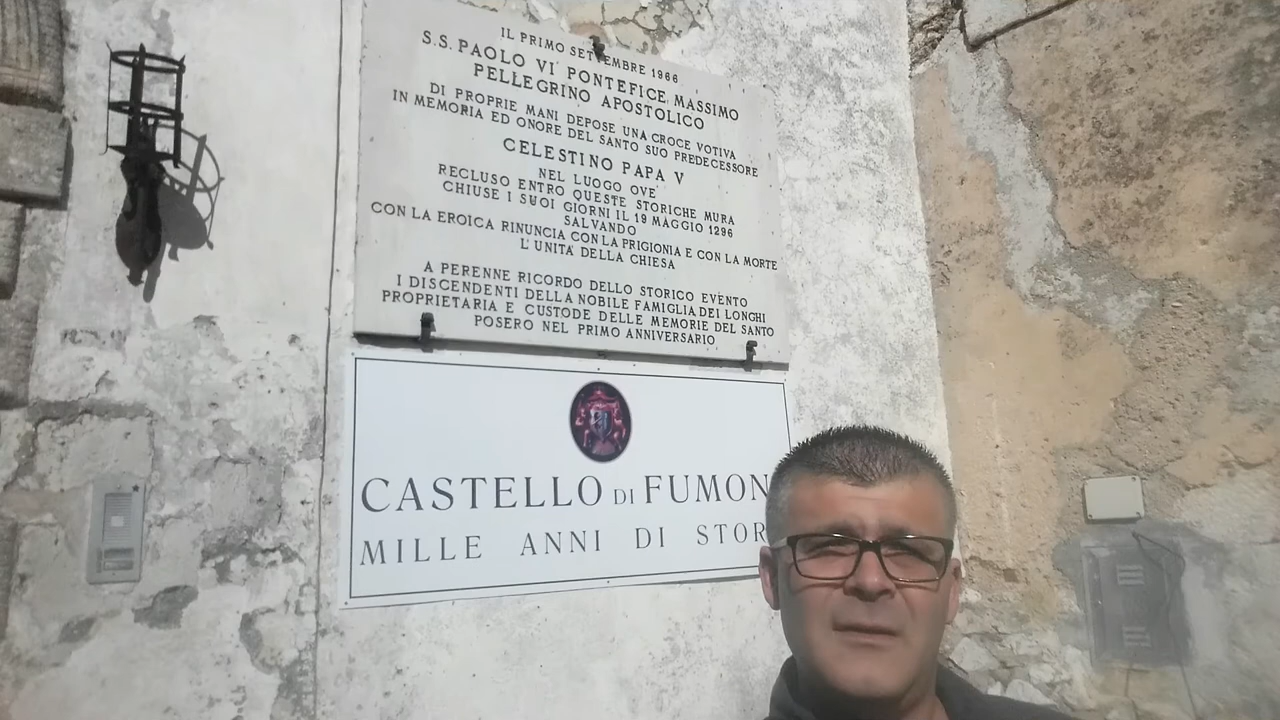 IL PRIMO SETTEMBRE 1966
S.S. PAOLO VI PONTEFICE MASSIMO
PELLEGRINO APOSTOLICO
DI PROPRIE MANI DEPOSE UNA CROCE VOTIVA
IN MEMORIA ED ONORE DEL SANTO SUO PREDECESSORE
CELESTINO PAPA V
NEL LUOGO OVE
RECLUSO ENTRO QUESTE STORICHE MURA
CHIUSE I SUOI GIORNI IL 19 MAGGIO 1296
SALVANDO
CON LA EROICA RINUNCIA CON LA PRIGIONIA E CON LA MORTE
L'UNITA' DELLA CHIESA
A PERENNE RICORDO DELLO STORICO EVENTO
I DISCENDENTI DELLA NOBILE FAMIGLIA DEI LONGHI
PROPRIETARIA E CUSTODE DELLE MEMORIE DEL SANTO
POSERO NEL PRIMO ANNIVERSARIO
CASTELLO DI FUMON
MILLE ANNI DI STOR